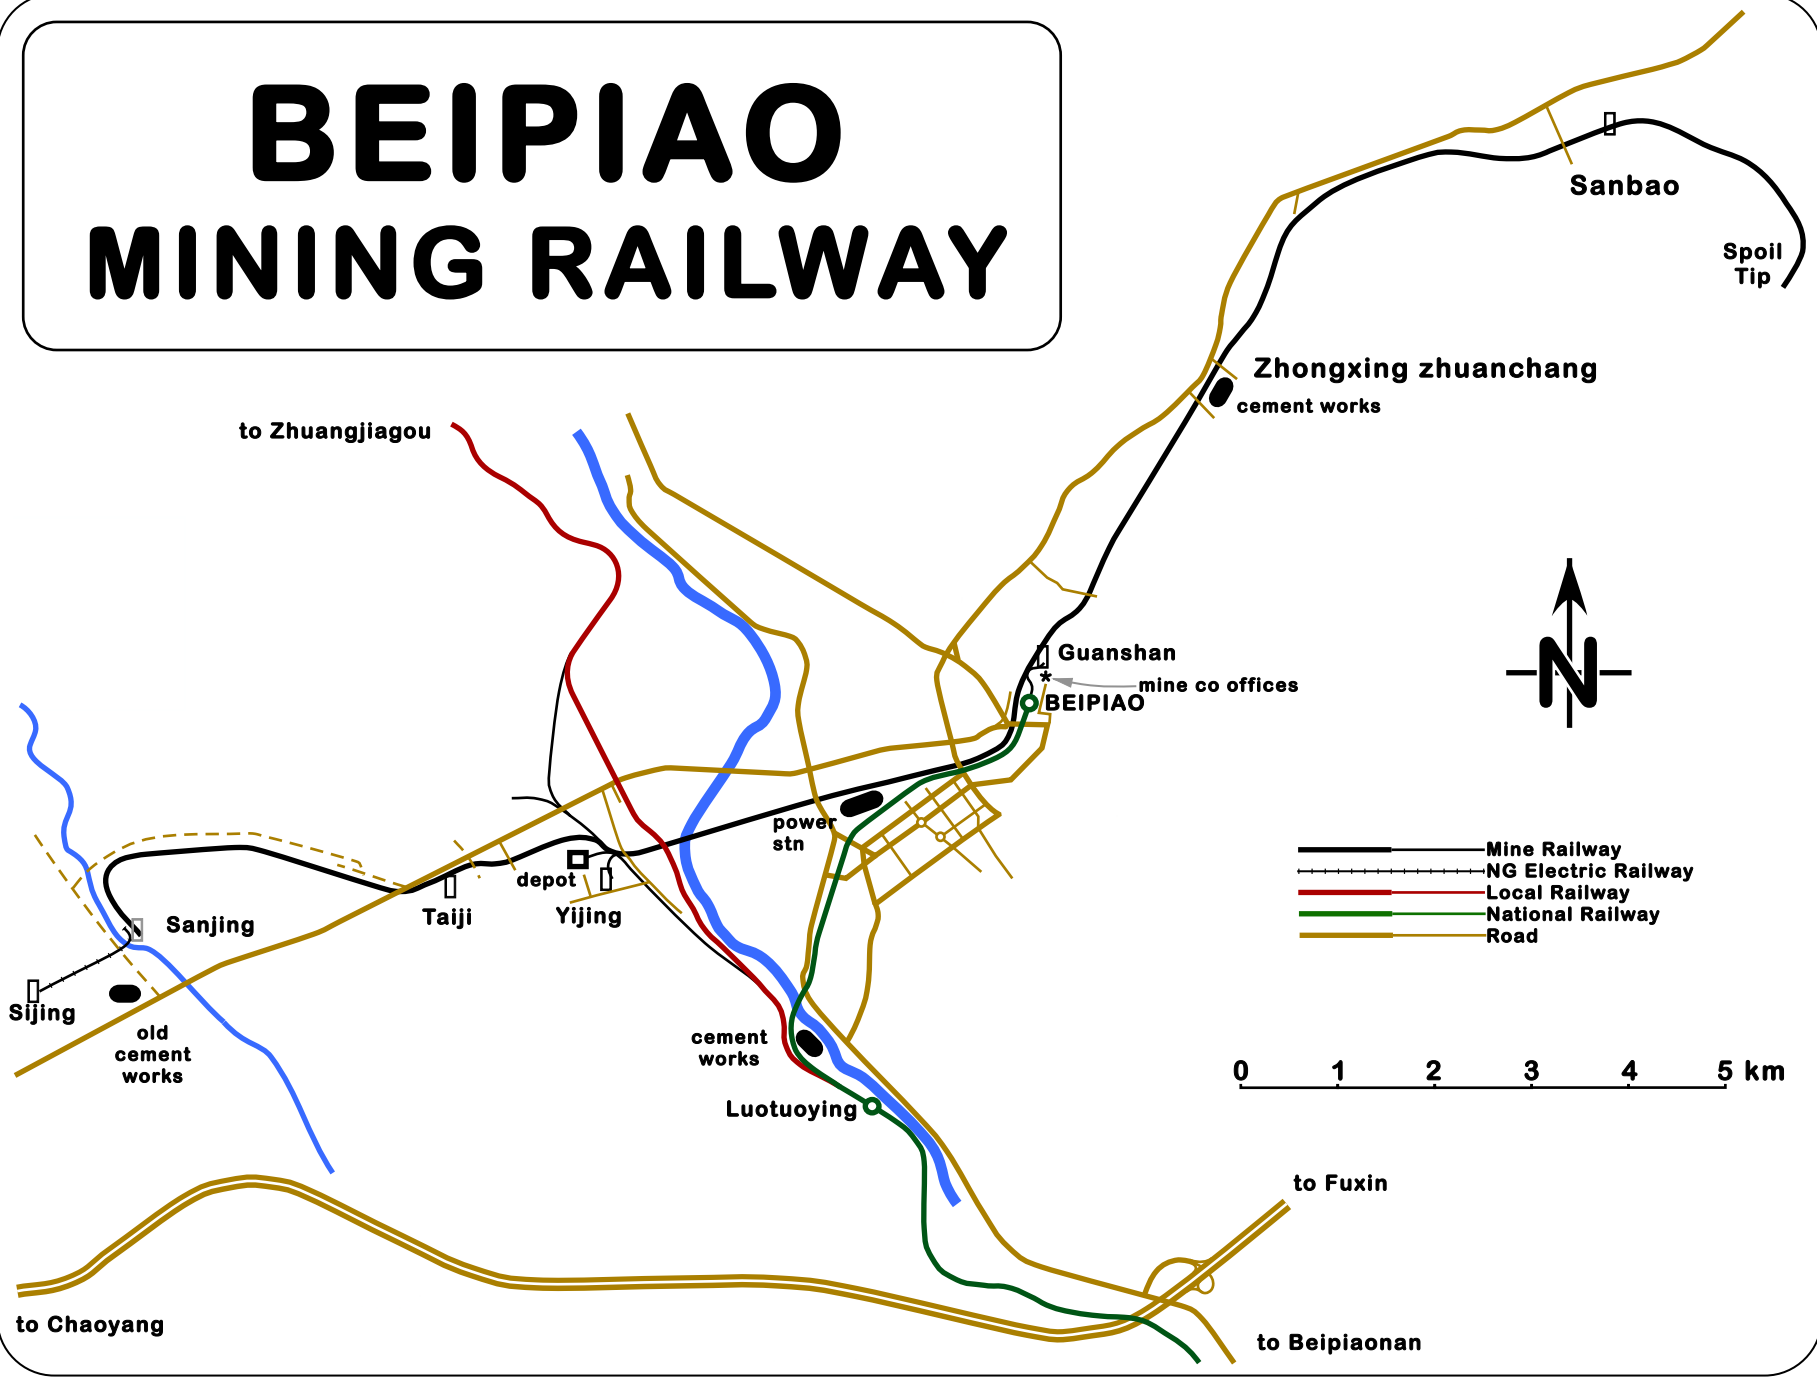 BEIPIAO
MINING RAILWAY
Sanbao
Spoil
Tip
Zhongxing zhuanchang
cement works
to Zhuangjiagou
Guanshan
mine co offices
*
BEIPIAO
N
power
stn
depot
Taiji
Yijing
Sanjing
Sijing
old
cement
works
cement
works
Luotuoying
Mine Railway
NG Electric Railway
Local Railway
National Railway
Road
0 1 2 3 4 5 km
to Fuxin
to Chaoyang
to Beipiaonan